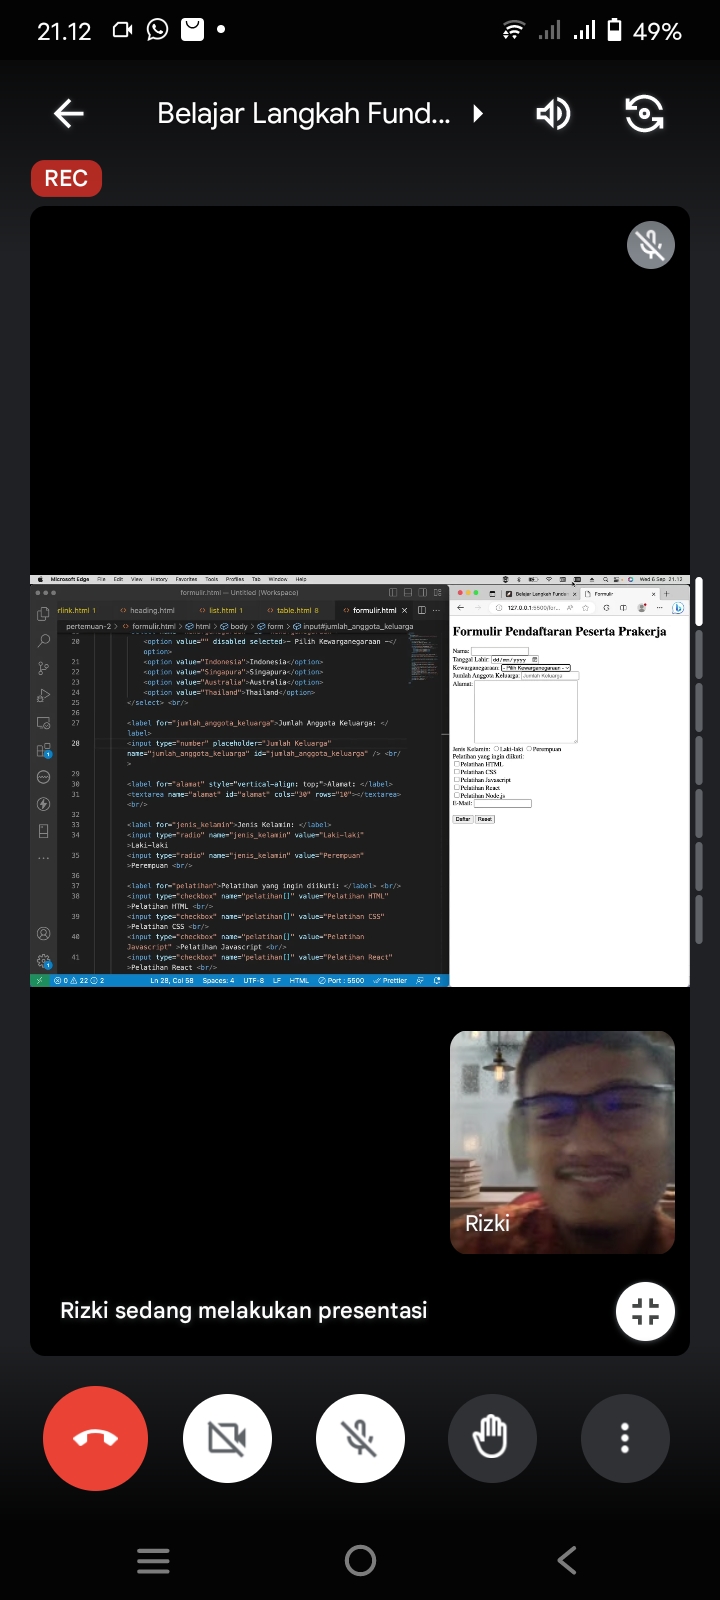 21.12
49%
Belajar Langkah Fund...
REC
Microsoft Edge File Edit View History Favorites Tools Profiles Tab Window Help
Wed 6 Sep 21.12
formulir.html — Untitled (Workspace)
rlink.html 1 heading.html list.html 1 table.html 8 formulir.html
pertemuan-2 > formulir.html > html > body > form > input#jumlah_anggota_keluarga
20 <option value="" disabled selected>- Pilih Kewarganegaraan -</
option>
21 <option value="Indonesia">Indonesia</option>
22 <option value="Singapura">Singapura</option>
23 <option value="Australia">Australia</option>
24 <option value="Thailand">Thailand</option>
25 </select> <br/>
26
27 <label for="jumlah_anggota_keluarga">Jumlah Anggota Keluarga: </
label>
28 <input type="number" placeholder="Jumlah Keluarga"
name="jumlah_anggota_keluarga" id="jumlah_anggota_keluarga" /> <br/
>
29
30 <label for="alamat" style="vertical-align: top;">Alamat: </label>
31 <textarea name="alamat" id="alamat" cols="30" rows="10"></textarea>
<br/>
32
33 <label for="jenis_kelamin">Jenis Kelamin: </label>
34 <input type="radio" name="jenis_kelamin" value="Laki-laki"
>Laki-laki
35 <input type="radio" name="jenis_kelamin" value="Perempuan"
>Perempuan <br/>
36
37 <label for="pelatihan">Pelatihan yang ingin diikuti: </label> <br/>
38 <input type="checkbox" name="pelatihan[]" value="Pelatihan HTML"
>Pelatihan HTML <br/>
39 <input type="checkbox" name="pelatihan[]" value="Pelatihan CSS"
>Pelatihan CSS <br/>
40 <input type="checkbox" name="pelatihan[]" value="Pelatihan
Javascript" >Pelatihan Javascript <br/>
41 <input type="checkbox" name="pelatihan[]" value="Pelatihan React"
>Pelatihan React <br/>
0 22 2 Ln 28, Col 58 Spaces: 4 UTF-8 LF HTML Port : 5500 Prettier
Belajar Langkah Funda Formulir
127.0.0.1:5500/for...
Formulir Pendaftaran Peserta Prakerja
Nama:
Tanggal Lahir: dd/mm/yyyy
Kewarganegaraan: - Pilih Kewarganegaraan -
Jumlah Anggota Keluarga: Jumlah Keluarga
Alamat:
Jenis Kelamin: Laki-laki Perempuan
Pelatihan yang ingin diikuti:
Pelatihan HTML
Pelatihan CSS
Pelatihan Javascript
Pelatihan React
Pelatihan Node.js
E-Mail:
Daftar Reset
Rizki
Rizki sedang melakukan presentasi